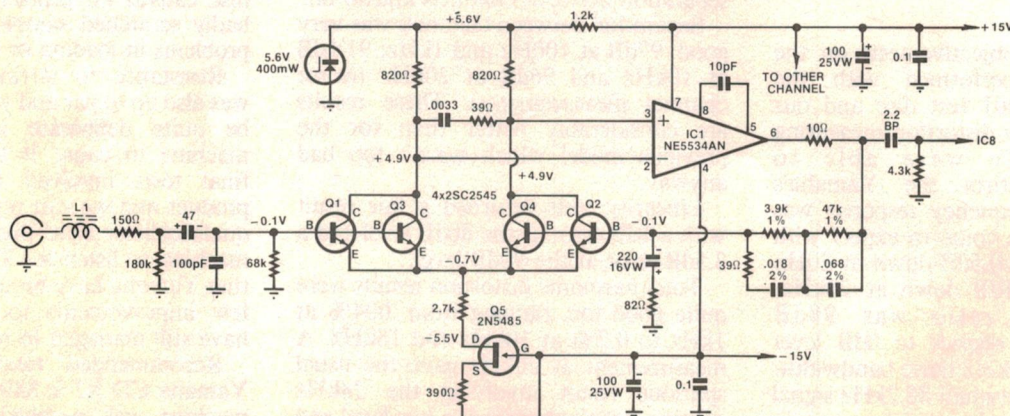 +5.6V
1.2k
+15V
5.6V
400mW
820Ω
820Ω
100
25VW
0.1
TO OTHER
CHANNEL
10pF
.0033
39Ω
3
+
7
8
5
IC1
NE5534AN
2
4
10Ω
2.2
BP
IC8
4.3k
+4.9V
+4.9V
4x2SC2545
L1
150Ω
47
-0.1V
180k
100pF
68k
Q1
C
B
E
Q3
C
B
E
Q4
C
B
E
Q2
C
B
E
-0.1V
220
16VW
82Ω
3.9k
1%
47k
1%
39Ω
.018
2%
.068
2%
-0.7V
2.7k
Q5
2N5485
D
G
S
390Ω
-15V
100
25VW
0.1